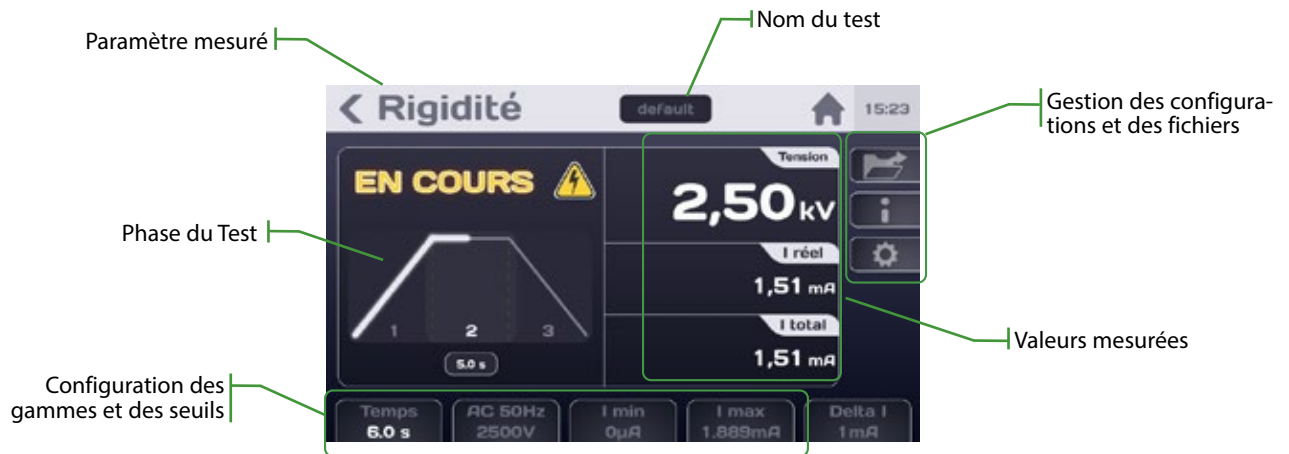 Nom du test
Paramètre mesuré
Rigidité
default
15:23
Gestion des configura-
tions et des fichiers
EN COURS
Tension
2,50 kV
Phase du Test
I réel
1,51 mA
1
2
3
I total
5.0 s
1,51 mA
Valeurs mesurées
Configuration des
gammes et des seuils
Temps
6.0 s
AC 50Hz
2500V
I min
0µA
I max
1.889mA
Delta I
1mA